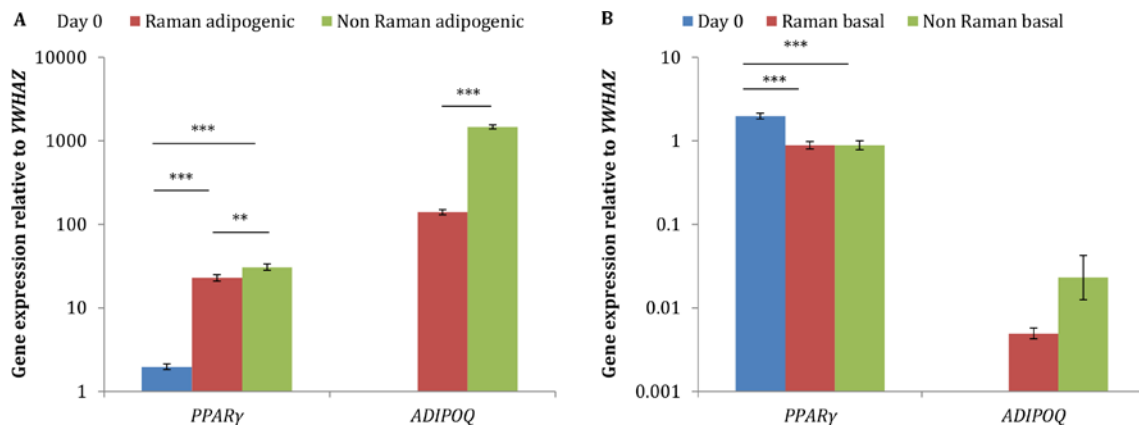 A Day 0 Raman adipogenic Non Raman adipogenic
Gene expression relative to YWHAZ
10000
1000
100
10
1
***
***
**
***
PPARγ ADIPOQ
B Day 0 Raman basal Non Raman basal
Gene expression relative to YWHAZ
10
1
0.1
0.01
0.001
***
***
PPARγ ADIPOQ